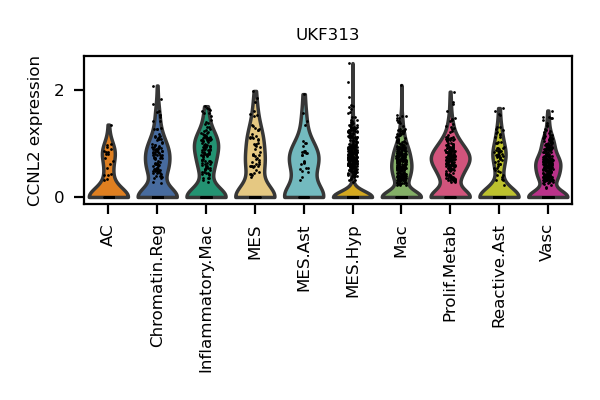 UKF313
CCNL2 expression
2
0
AC
Chromatin.Reg
Inflammatory.Mac
MES
MES.Ast
MES.Hyp
Mac
Prolif.Metab
Reactive.Ast
Vasc